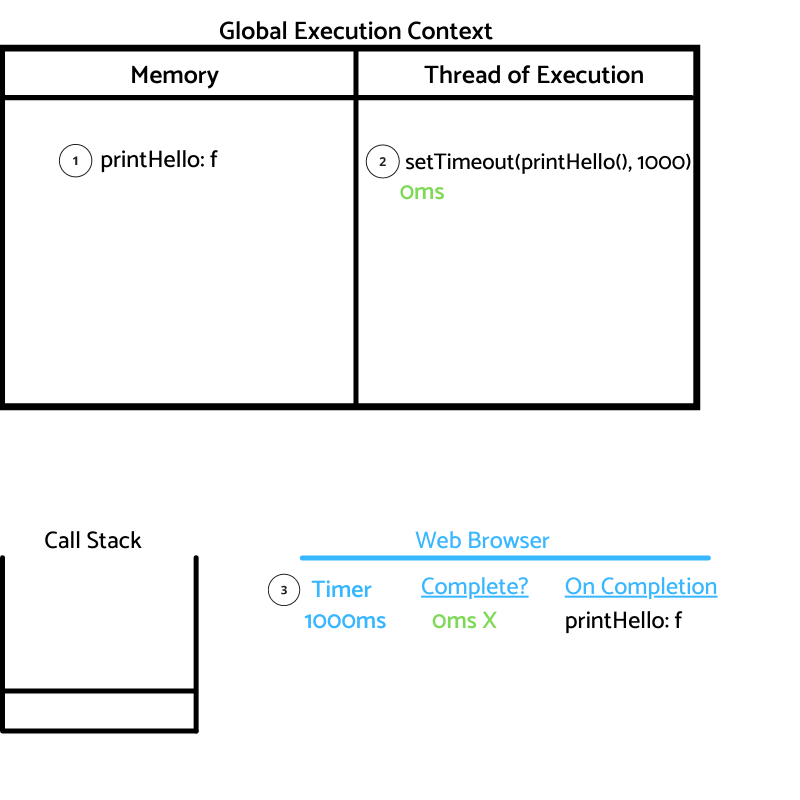 Global Execution Context
Memory
Thread of Execution
1 printHello: f
2 setTimeout(printHello(), 1000)
0ms
Call Stack
Web Browser
3 Timer Complete? On Completion
1000ms 0ms X printHello: f